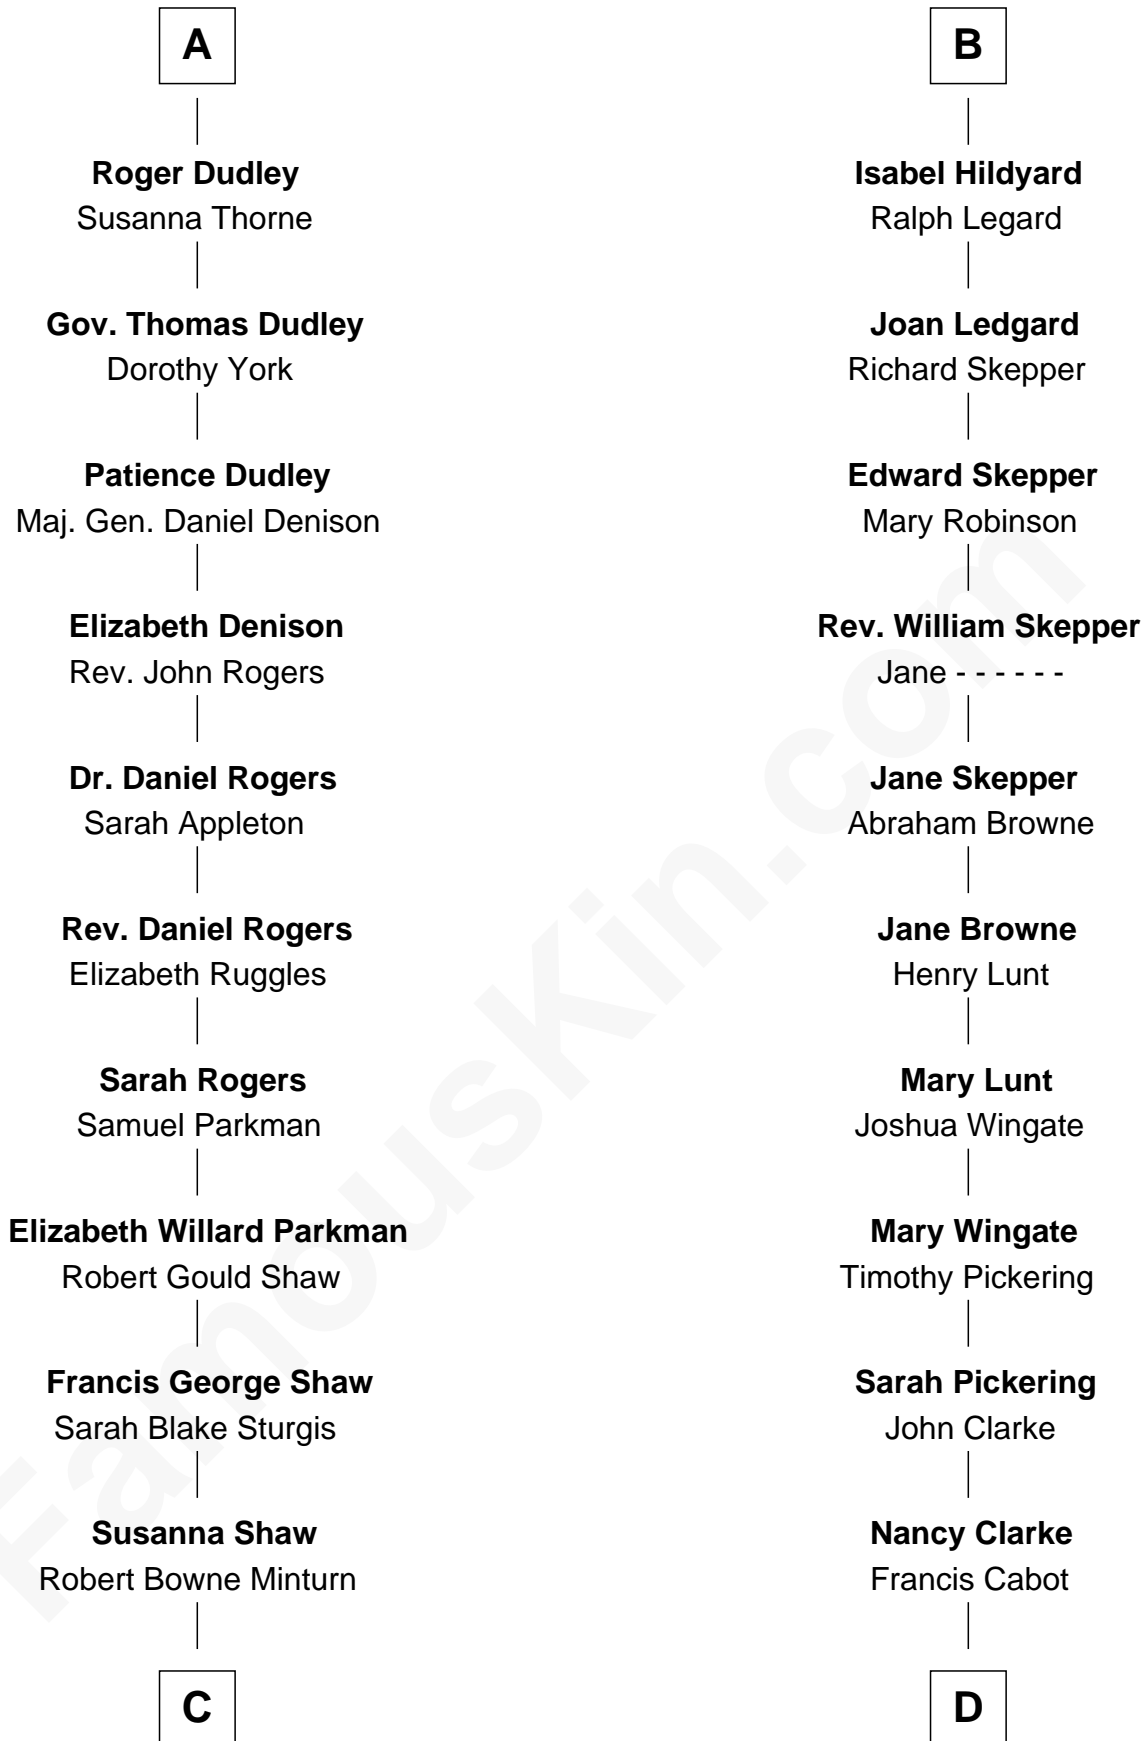 A
Roger Dudley
Susanna Thorne
Gov. Thomas Dudley
Dorothy York
Patience Dudley
Maj. Gen. Daniel Denison
Elizabeth Denison
Rev. John Rogers
Dr. Daniel Rogers
Sarah Appleton
Rev. Daniel Rogers
Elizabeth Ruggles
Sarah Rogers
Samuel Parkman
Elizabeth Willard Parkman
Robert Gould Shaw
Francis George Shaw
Sarah Blake Sturgis
Susanna Shaw
Robert Bowne Minturn
C
B
Isabel Hildyard
Ralph Legard
Joan Ledgard
Richard Skepper
Edward Skepper
Mary Robinson
Rev. William Skepper
Jane - - - - - -
Jane Skepper
Abraham Browne
Jane Browne
Henry Lunt
Mary Lunt
Joshua Wingate
Mary Wingate
Timothy Pickering
Sarah Pickering
John Clarke
Nancy Clarke
Francis Cabot
D
FamousKin.com